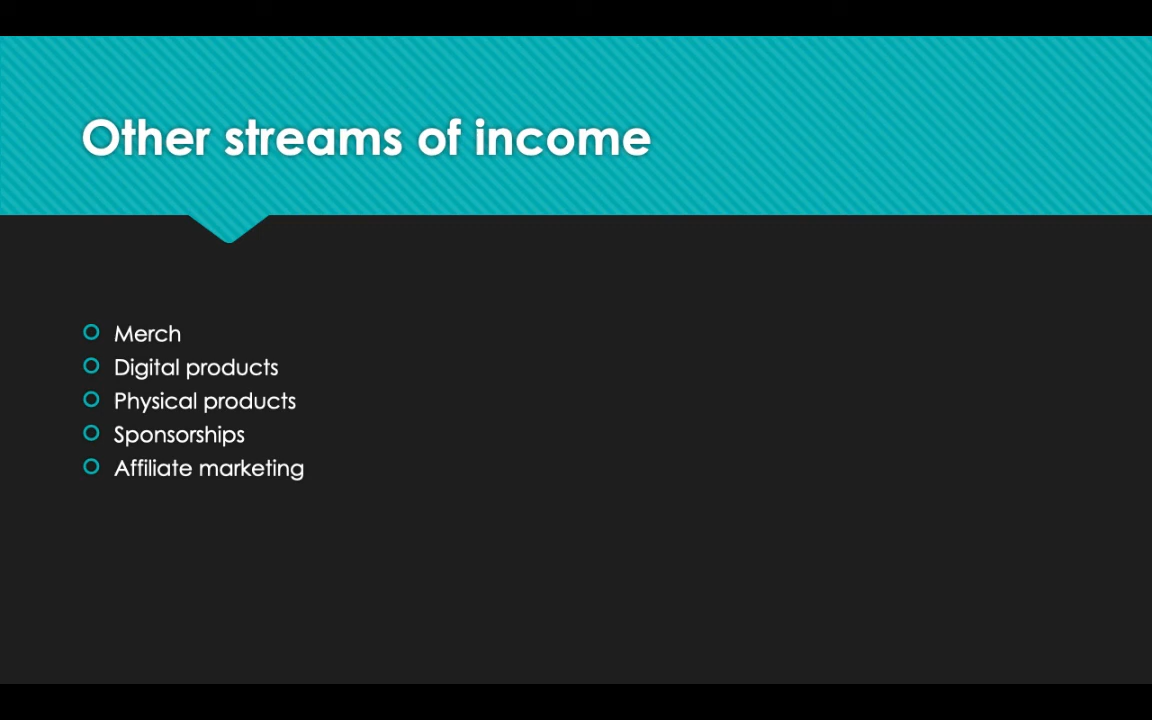 Other streams of income
Merch
Digital products
Physical products
Sponsorships
Affiliate marketing